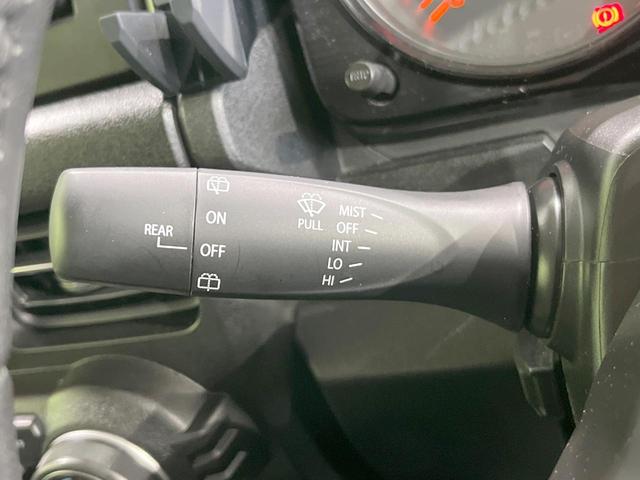 REAR
ON
OFF
PULL
MIST
OFF
INT
LO
HI